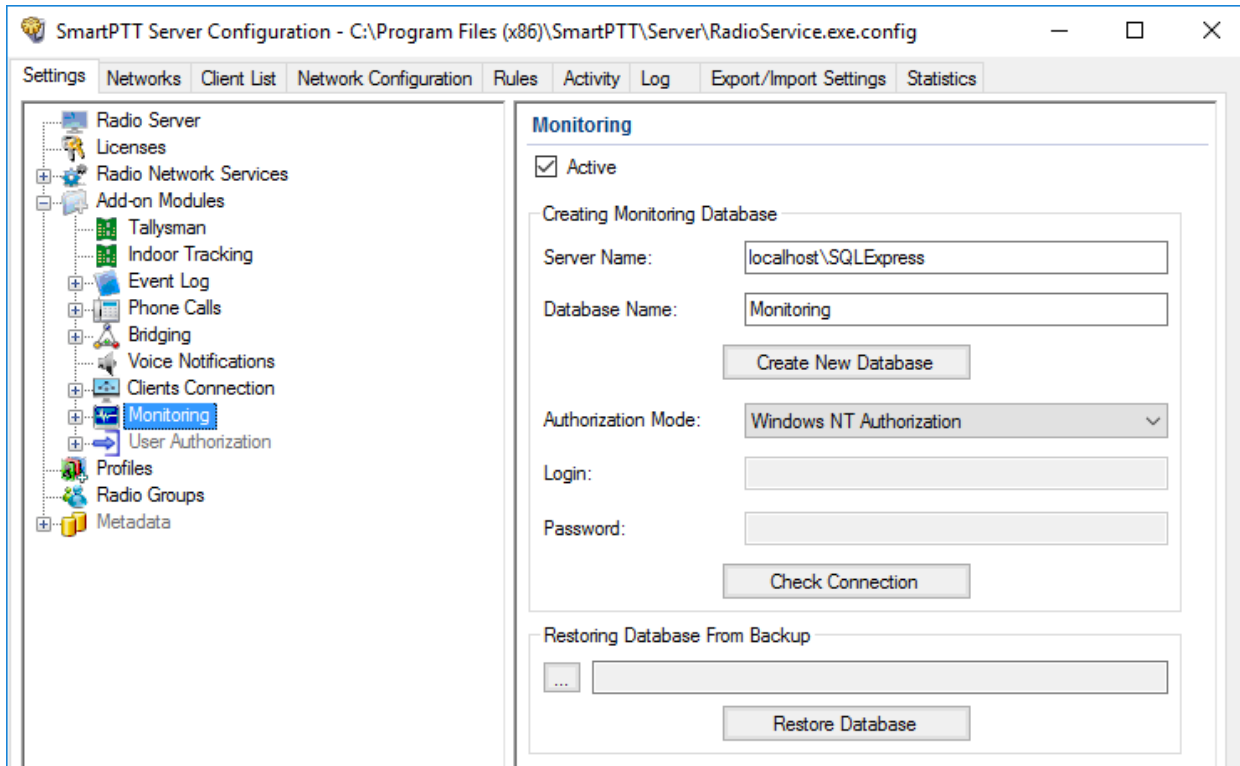 SmartPTT Server Configuration - C:\Program Files (x86)\SmartPTT\Server\RadioService.exe.config
Settings Networks Client List Network Configuration Rules Activity Log Export/Import Settings Statistics
Radio Server
Licenses
Radio Network Services
Add-on Modules
Tallysman
Indoor Tracking
Event Log
Phone Calls
Bridging
Voice Notifications
Clients Connection
Monitoring
User Authorization
Profiles
Radio Groups
Metadata
Monitoring
Active
Creating Monitoring Database
Server Name: localhost\SQLExpress
Database Name: Monitoring
Create New Database
Authorization Mode: Windows NT Authorization
Login:
Password:
Check Connection
Restoring Database From Backup
...
Restore Database